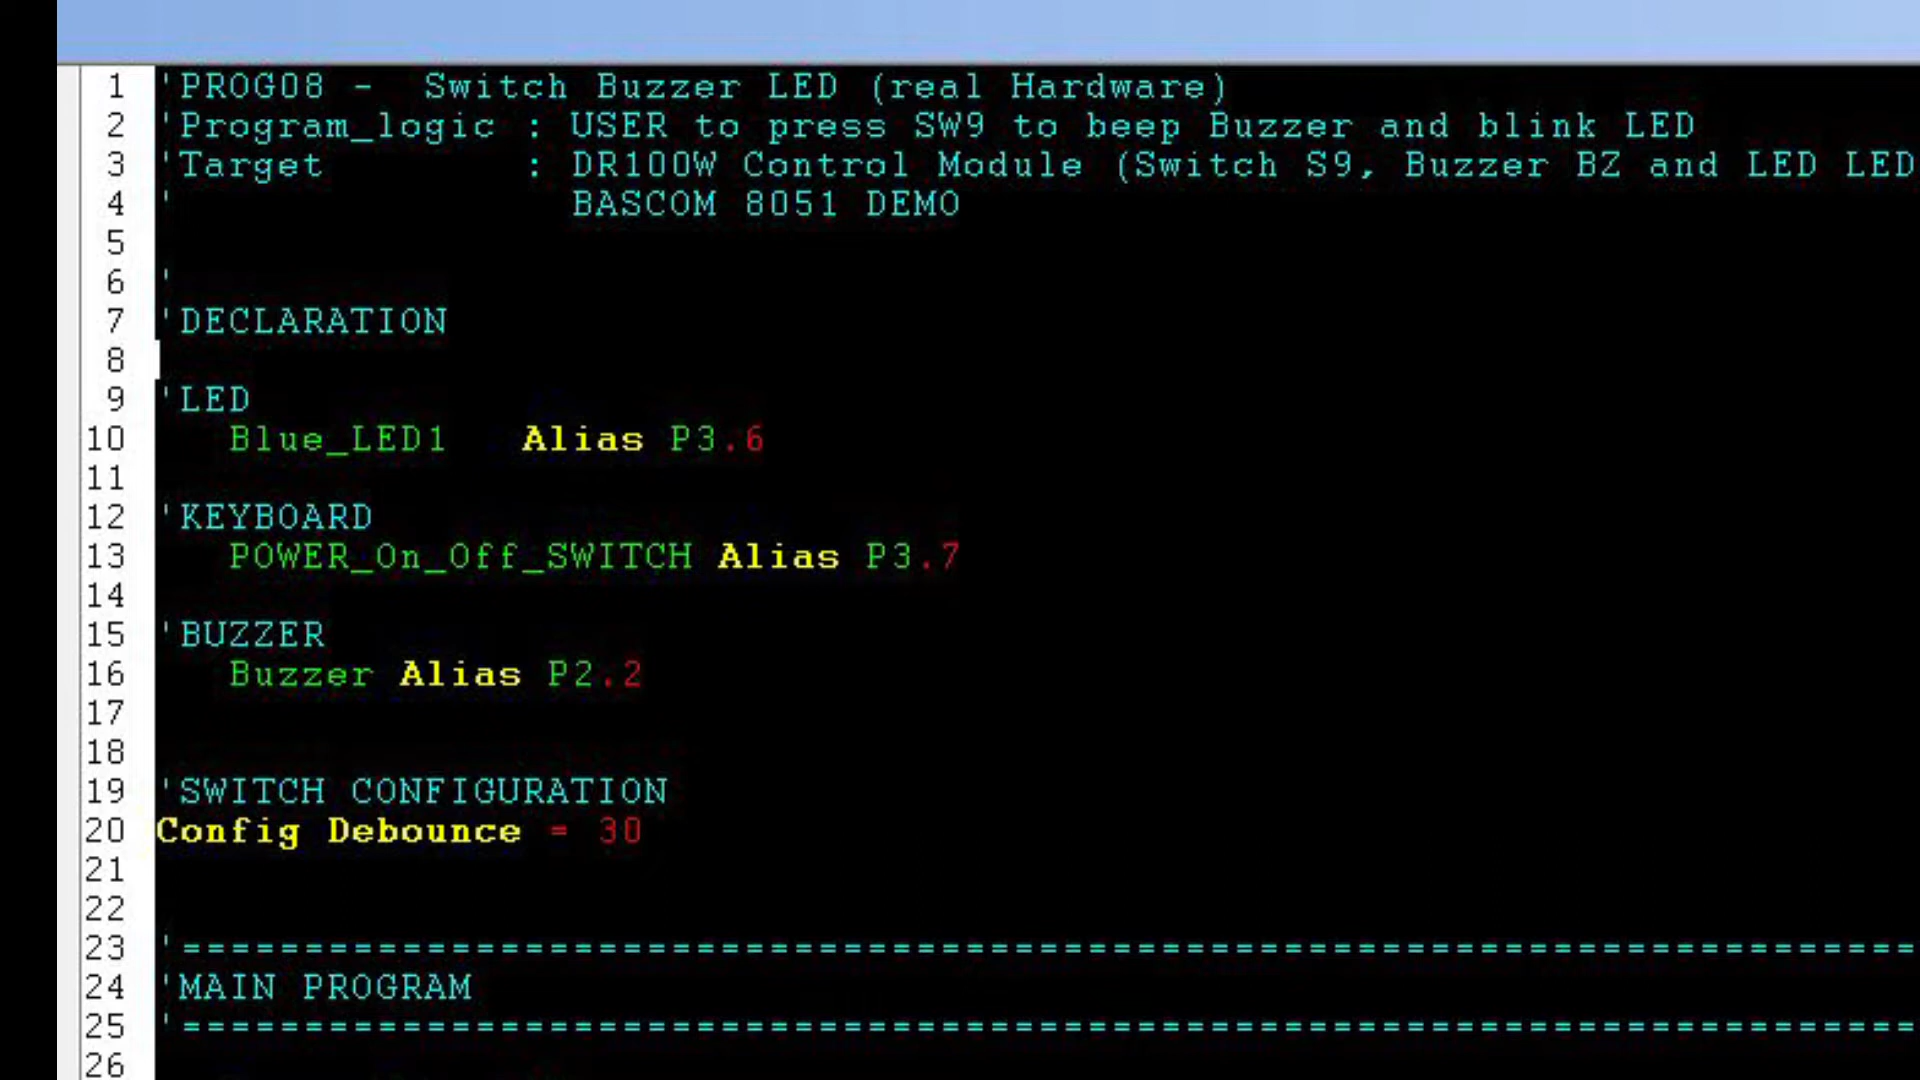 1 'PROG08 -  Switch Buzzer LED (real Hardware)
2 'Program_logic : USER to press SW9 to beep Buzzer and blink LED
3 'Target        : DR100W Control Module (Switch S9, Buzzer BZ and LED LED
4 '                BASCOM 8051 DEMO
5
6 '
7 'DECLARATION
8
9 'LED
10    Blue_LED1   Alias P3.6
11
12 'KEYBOARD
13    POWER_On_Off_SWITCH Alias P3.7
14
15 'BUZZER
16    Buzzer Alias P2.2
17
18
19 'SWITCH CONFIGURATION
20 Config Debounce = 30
21
22
23 '=======================================================================
24 'MAIN PROGRAM
25 '=======================================================================
26